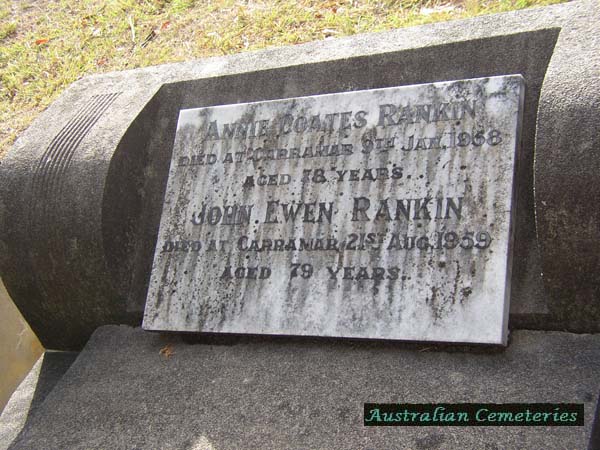 Annie Coates Rankin
Died at Carramar 9th Jan. 1958
Aged 78 Years.
John Ewen Rankin
Died at Carramar 21st Aug. 1959
Aged 79 Years.
Australian Cemeteries